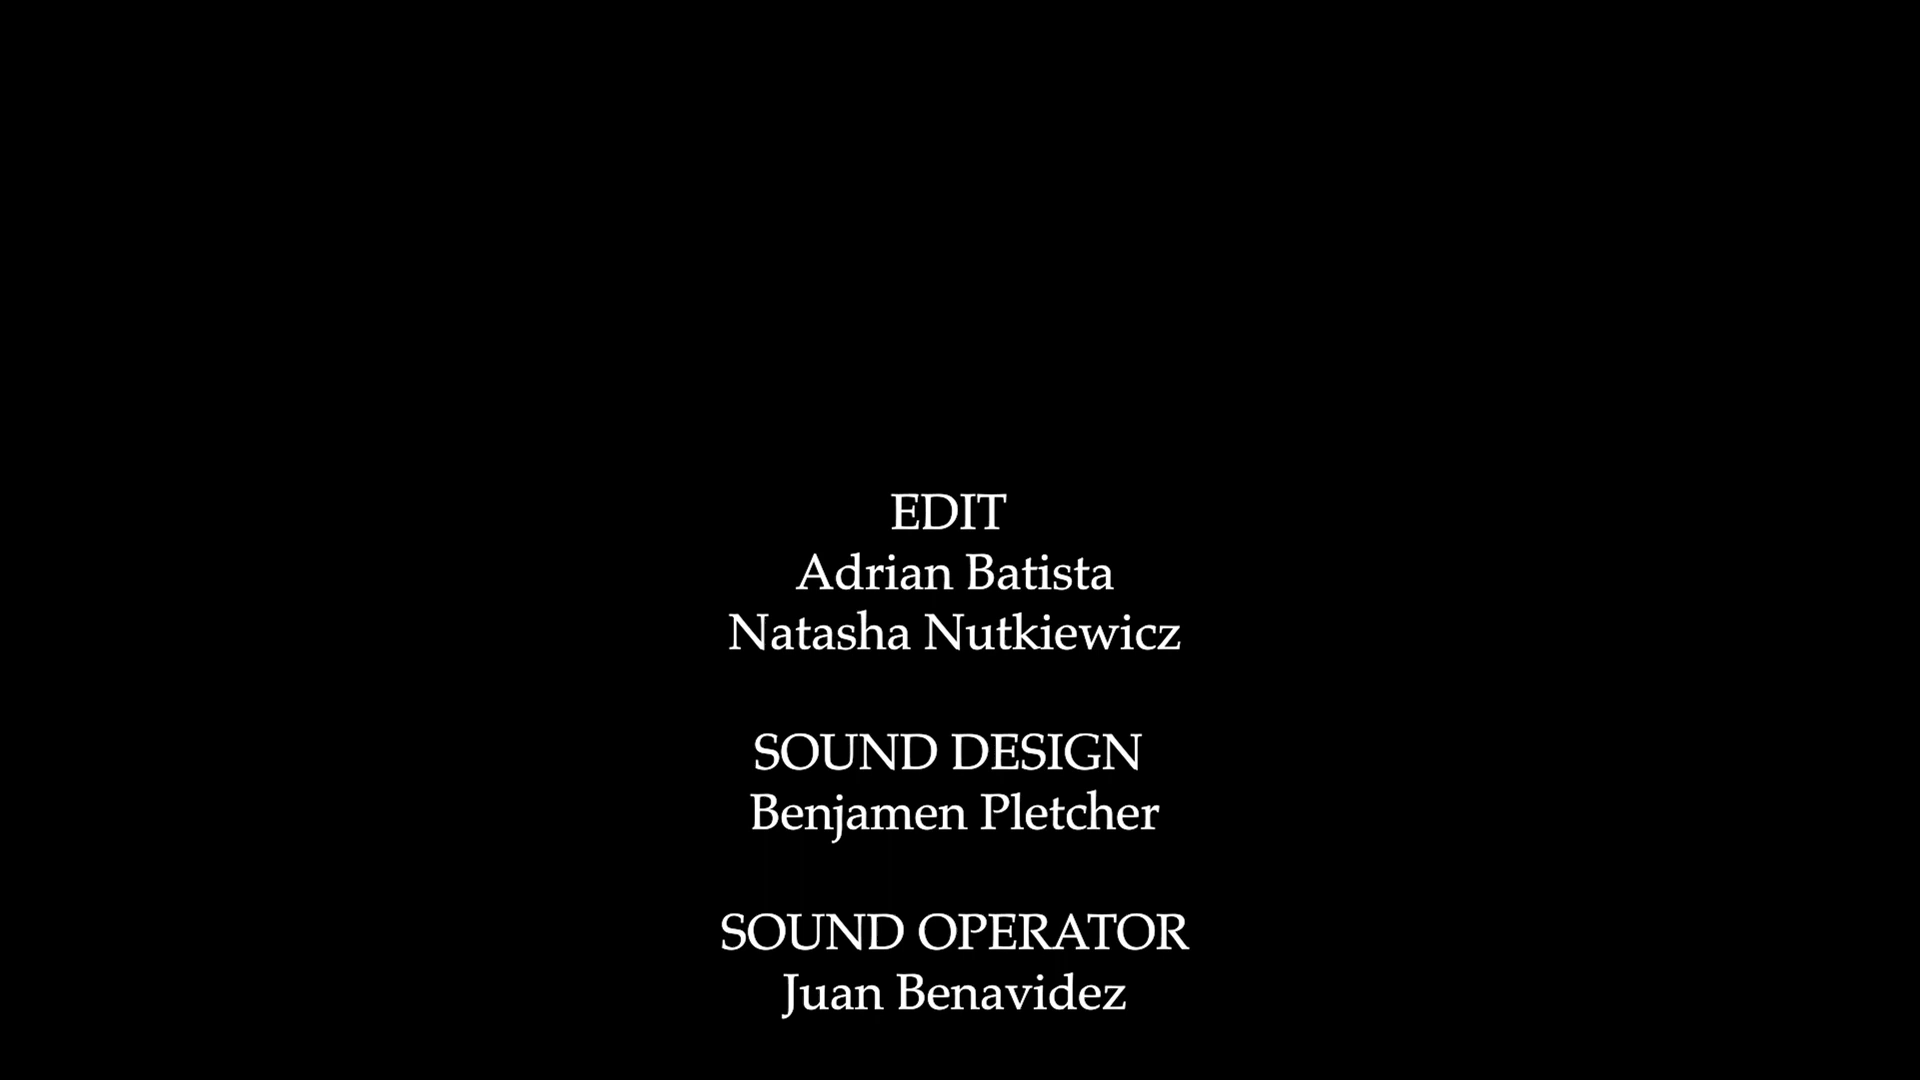 EDIT
Adrian Batista
Natasha Nutkiewicz
SOUND DESIGN
Benjamen Pletcher
SOUND OPERATOR
Juan Benavidez